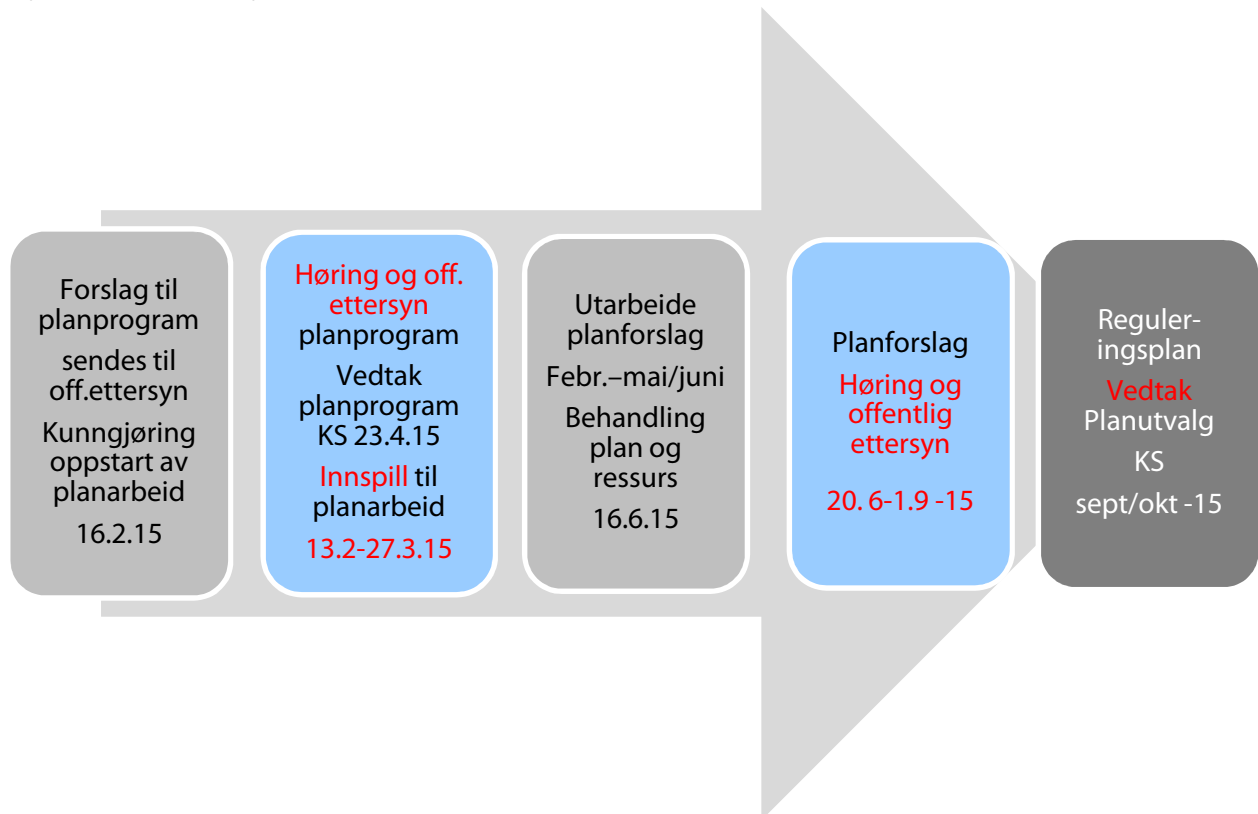 Forslag til
planprogram
sendes til
off.ettersyn
Kunngjøring
oppstart av
planarbeid
16.2.15
Høring og off.
ettersyn
planprogram
Vedtak
planprogram
KS 23.4.15
Innspill til
planarbeid
13.2-27.3.15
Utarbeide
planforslag
Febr.–mai/juni
Behandling
plan og
ressurs
16.6.15
Planforslag
Høring og
offentlig
ettersyn
20. 6-1.9 -15
Reguler-
ingsplan
Vedtak
Planutvalg
KS
sept/okt -15